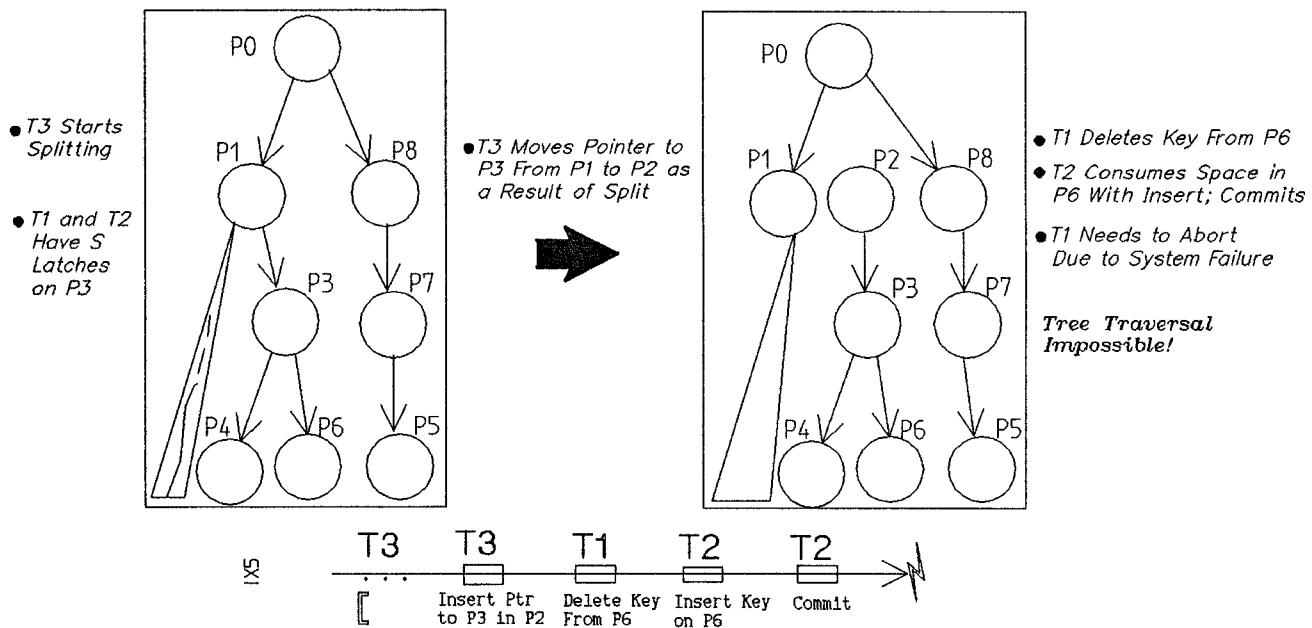 • T3 Starts
Splitting
• T1 and T2
Have S
Latches
on P3
P0
P1
P8
P3
P7
P4
P6
P5
• T3 Moves Pointer to
P3 From P1 to P2 as
a Result of Split
P0
P1
P2
P8
P3
P7
P4
P6
P5
• T1 Deletes Key From P6
• T2 Consumes Space in
P6 With Insert; Commits
• T1 Needs to Abort
Due to System Failure
Tree Traversal
Impossible!
IX5
T3
T3
T1
T2
T2
. . .
[
Insert Ptr
to P3 in P2
Delete Key
From P6
Insert Key
on P6
Commit